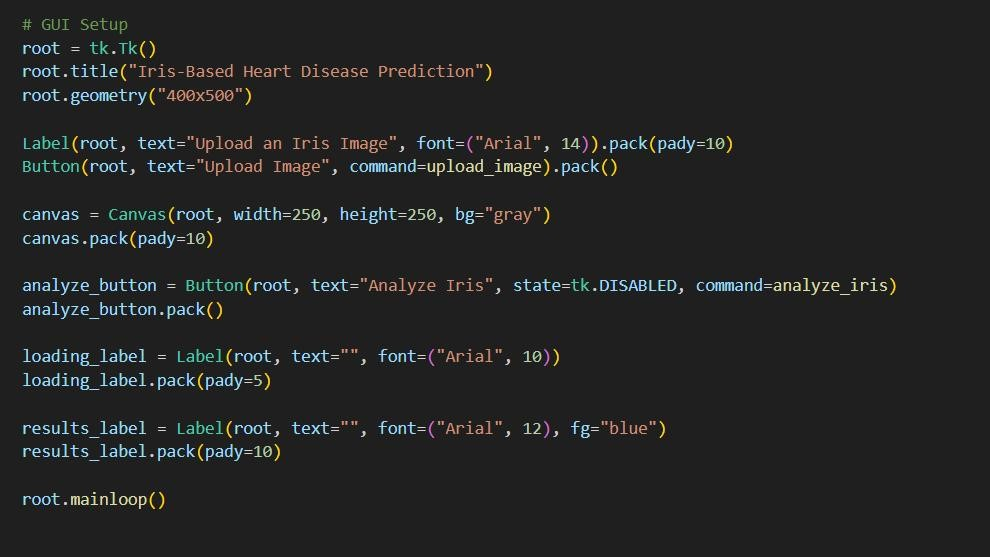 # GUI Setup
root = tk.Tk()
root.title("Iris-Based Heart Disease Prediction")
root.geometry("400x500")
Label(root, text="Upload an Iris Image", font=("Arial", 14)).pack(pady=10)
Button(root, text="Upload Image", command=upload_image).pack()
canvas = Canvas(root, width=250, height=250, bg="gray")
canvas.pack(pady=10)
analyze_button = Button(root, text="Analyze Iris", state=tk.DISABLED, command=analyze_iris)
analyze_button.pack()
loading_label = Label(root, text="", font=("Arial", 10))
loading_label.pack(pady=5)
results_label = Label(root, text="", font=("Arial", 12), fg="blue")
results_label.pack(pady=10)
root.mainloop()